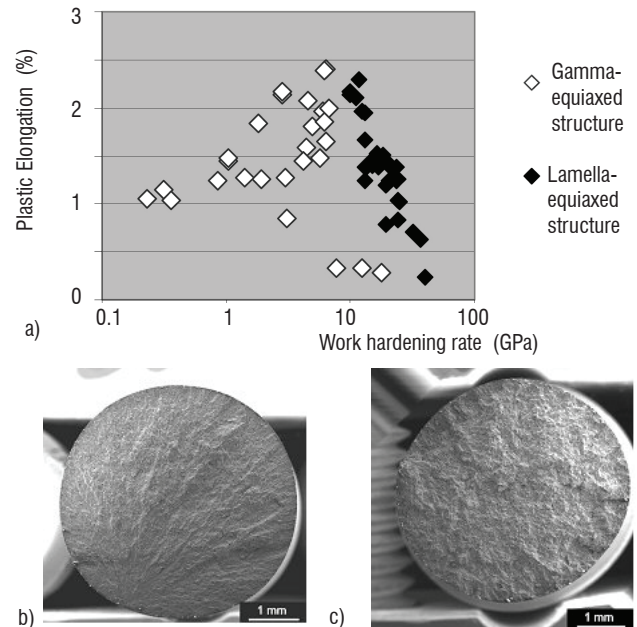 3
2
1
0
Plastic Elongation (%)
0.1 1 10 100
Work hardening rate (GPa)
Gamma-
equiaxed
structure
Lamella-
equiaxed
structure
a)
b)
1 mm
c)
1 mm